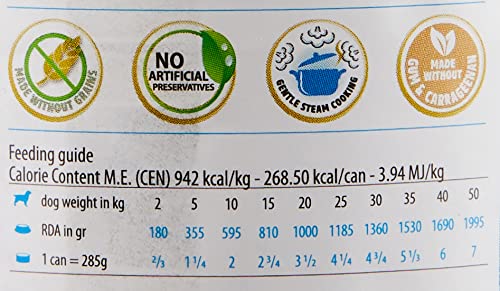 MADE WITHOUT GRAINS
NO
ARTIFICIAL
PRESERVATIVES
GENTLE STEAM COOKING
MADE
WITHOUT
GUM & CARRAGEENAN
Feeding guide
Calorie Content M.E. (CEN) 942 kcal/kg - 268.50 kcal/can - 3.94 MJ/kg
dog weight in kg 2 5 10 15 20 25 30 35 40 50
RDA in gr 180 355 595 810 1000 1185 1360 1530 1690 1995
1 can = 285g 2/3 1 1/4 2 2 3/4 3 1/2 4 1/4 4 3/4 5 1/3 6 7